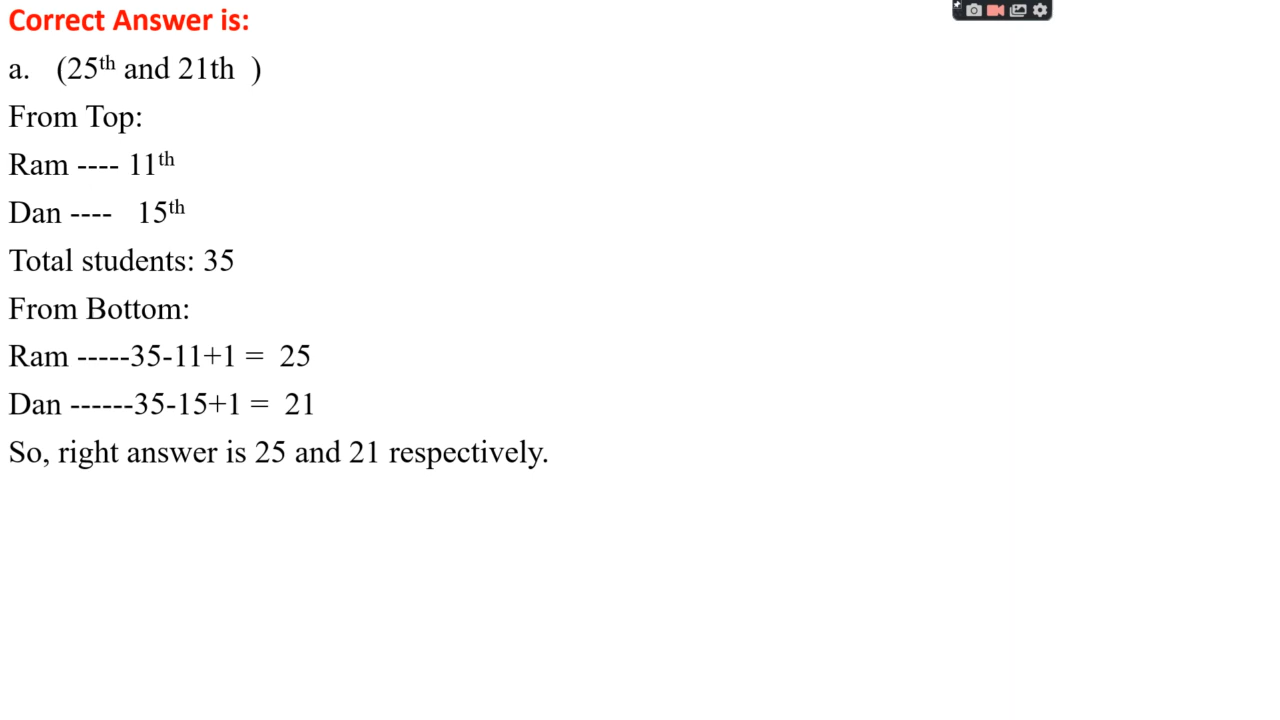 Correct Answer is:
a. (25th and 21th )
From Top:
Ram ---- 11th
Dan ---- 15th
Total students: 35
From Bottom:
Ram -----35-11+1 = 25
Dan ------35-15+1 = 21
So, right answer is 25 and 21 respectively.